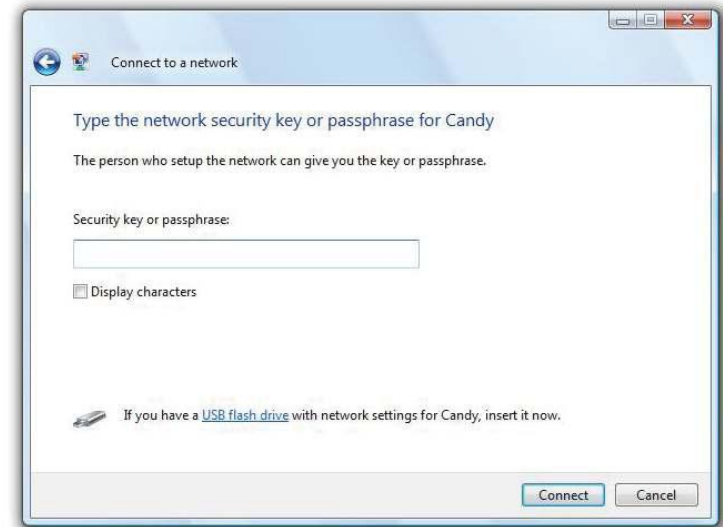 Connect to a network
Type the network security key or passphrase for Candy
The person who setup the network can give you the key or passphrase.
Security key or passphrase:
Display characters
If you have a USB flash drive with network settings for Candy, insert it now.
Connect Cancel